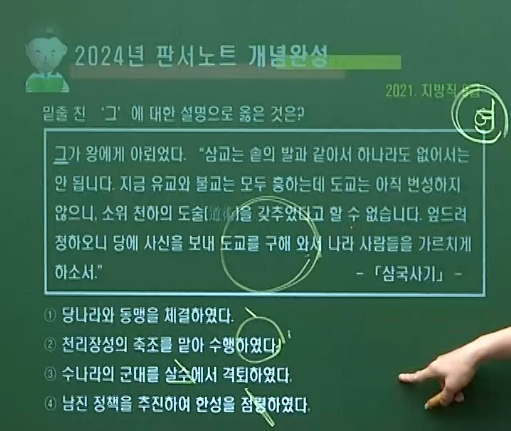 2024년 판서노트 개념완성
2021. 지방직 9급
밑줄 친 '그'에 대한 설명으로 옳은 것은?
그가 왕에게 아뢰었다. "삼교는 솥의 발과 같아서 하나라도 없어서는
안 됩니다. 지금 유교와 불교는 모두 흥하는데 도교는 아직 번성하지
않으니, 소위 천하의 도술(道術)을 갖추었다고 할 수 없습니다. 엎드려
청하오니 당에 사신을 보내 도교를 구해 와서 나라 사람들을 가르치게
하소서."
- 「삼국사기」 -
① 당나라와 동맹을 체결하였다.
② 천리장성의 축조를 맡아 수행하였다.
③ 수나라의 군대를 살수에서 격퇴하였다.
④ 남진 정책을 추진하여 한성을 점령하였다.